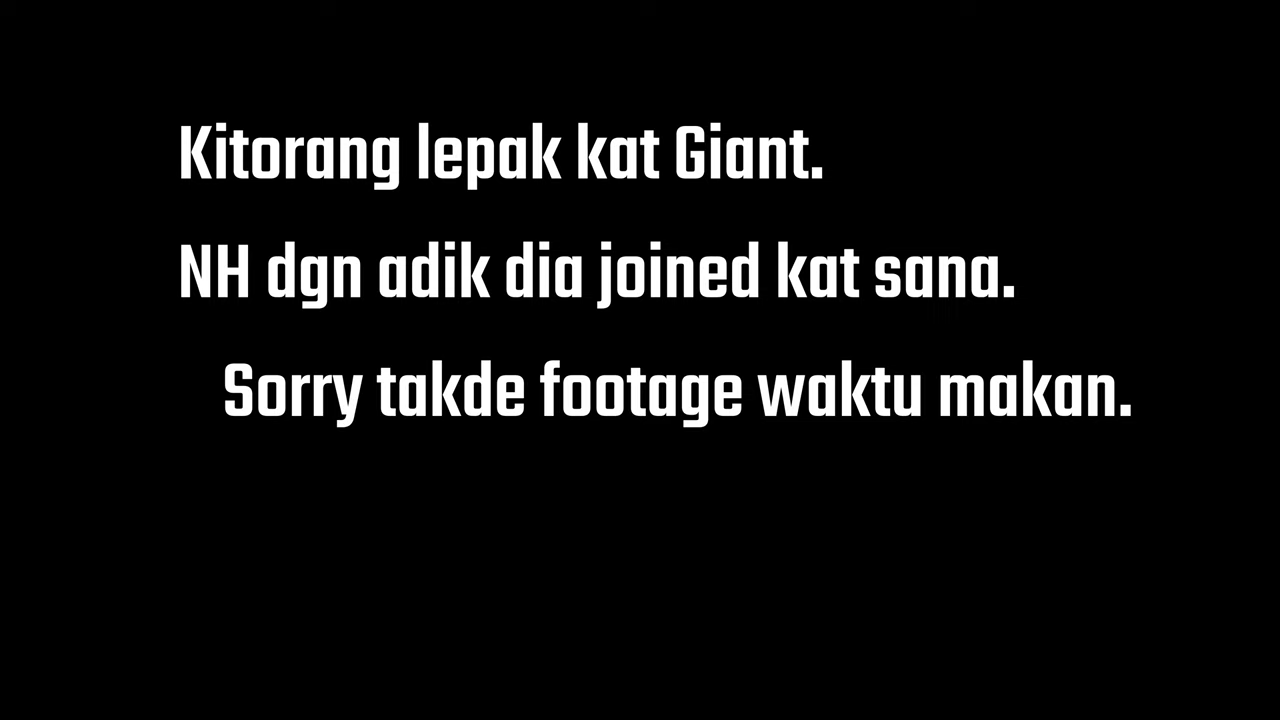 Kitorang lepak kat Giant.
NH dgn adik dia joined kat sana.
Sorry takde footage waktu makan.